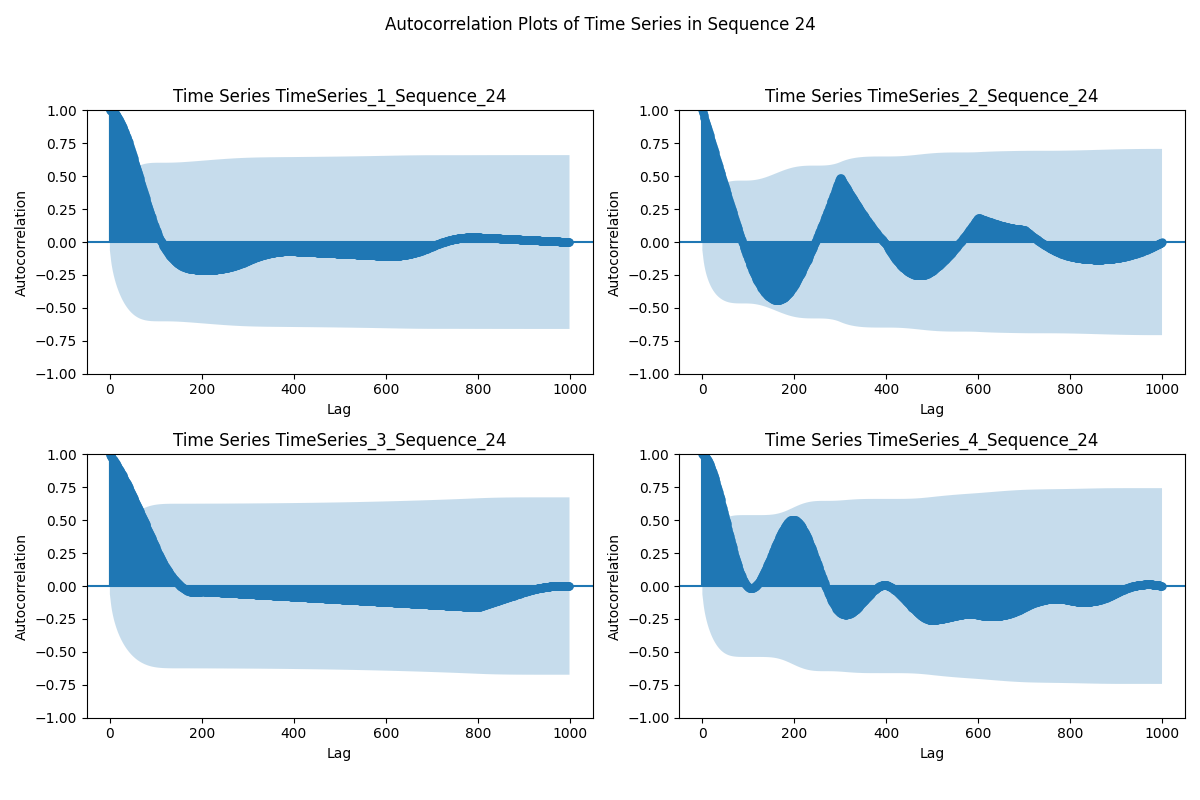 Autocorrelation Plots of Time Series in Sequence 24
Time Series TimeSeries_1_Sequence_24
1.00
0.75
0.50
0.25
0.00
−0.25
−0.50
−0.75
−1.00
Autocorrelation
0 200 400 600 800 1000
Lag
Time Series TimeSeries_2_Sequence_24
1.00
0.75
0.50
0.25
0.00
−0.25
−0.50
−0.75
−1.00
Autocorrelation
0 200 400 600 800 1000
Lag
Time Series TimeSeries_3_Sequence_24
1.00
0.75
0.50
0.25
0.00
−0.25
−0.50
−0.75
−1.00
Autocorrelation
0 200 400 600 800 1000
Lag
Time Series TimeSeries_4_Sequence_24
1.00
0.75
0.50
0.25
0.00
−0.25
−0.50
−0.75
−1.00
Autocorrelation
0 200 400 600 800 1000
Lag